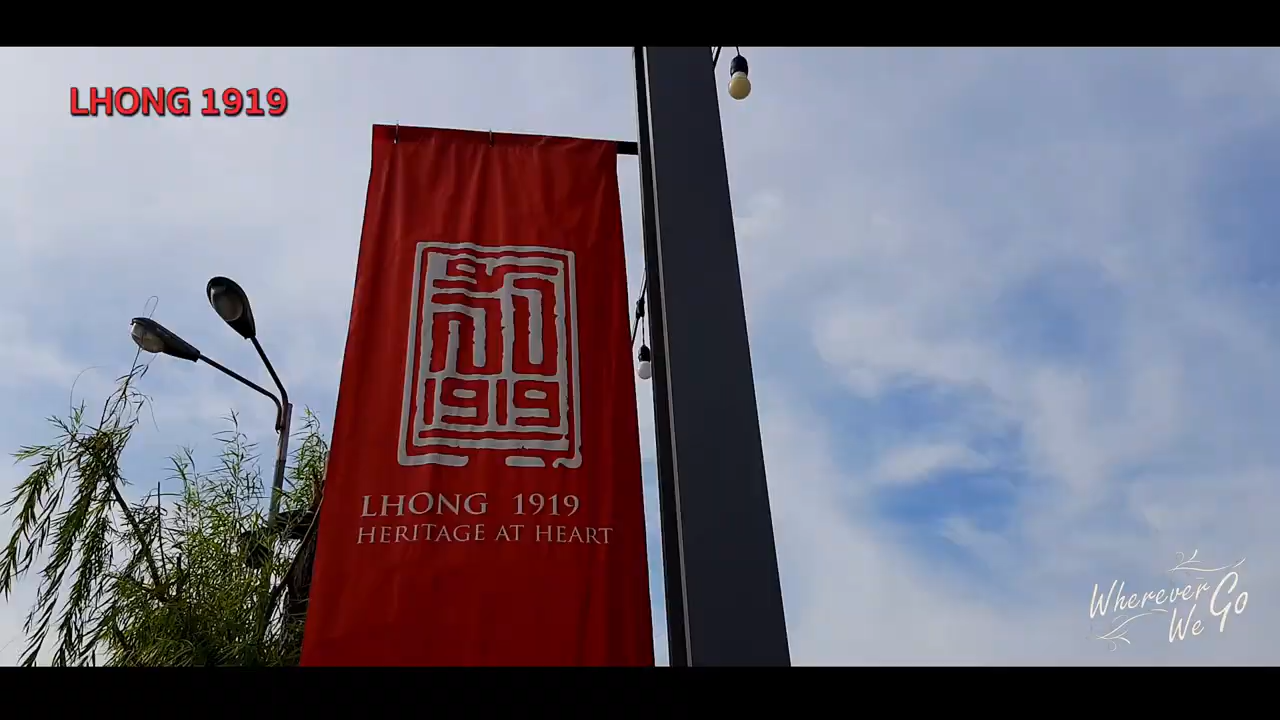 LHONG 1919
1919
LHONG 1919
HERITAGE AT HEART
Wherever
We Go